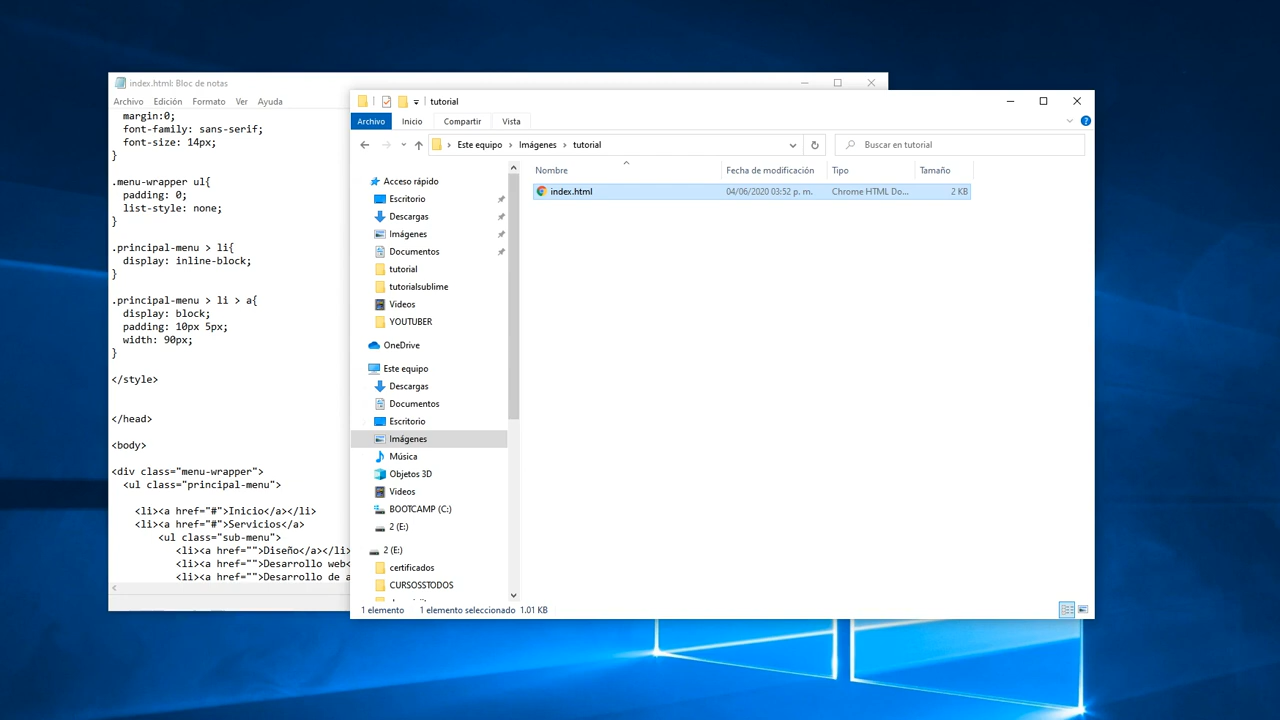 index.html: Bloc de notas
Archivo Edición Formato Ver Ayuda
margin:0;
font-family: sans-serif;
font-size: 14px;
}
.menu-wrapper ul{
padding: 0;
list-style: none;
}
.principal-menu > li{
display: inline-block;
}
.principal-menu > li > a{
display: block;
padding: 10px 5px;
width: 90px;
}
</style>
</head>
<body>
<div class="menu-wrapper">
<ul class="principal-menu">
<li><a href="#">Inicio</a></li>
<li><a href="#">Servicios</a>
<ul class="sub-menu">
<li><a href="">Diseño</a></li>
<li><a href="">Desarrollo web<
<li><a href="">Desarrollo de a
tutorial
Archivo Inicio Compartir Vista
Este equipo > Imágenes > tutorial
Buscar en tutorial
Nombre Fecha de modificación Tipo Tamaño
index.html 04/06/2020 03:52 p. m. Chrome HTML Do... 2 KB
Acceso rápido
Escritorio
Descargas
Imágenes
Documentos
tutorial
tutorialsublime
Videos
YOUTUBER
OneDrive
Este equipo
Descargas
Documentos
Escritorio
Imágenes
Música
Objetos 3D
Videos
BOOTCAMP (C:)
2 (E:)
2 (E:)
certificados
CURSOSSTODOS
1 elemento 1 elemento seleccionado 1.01 KB